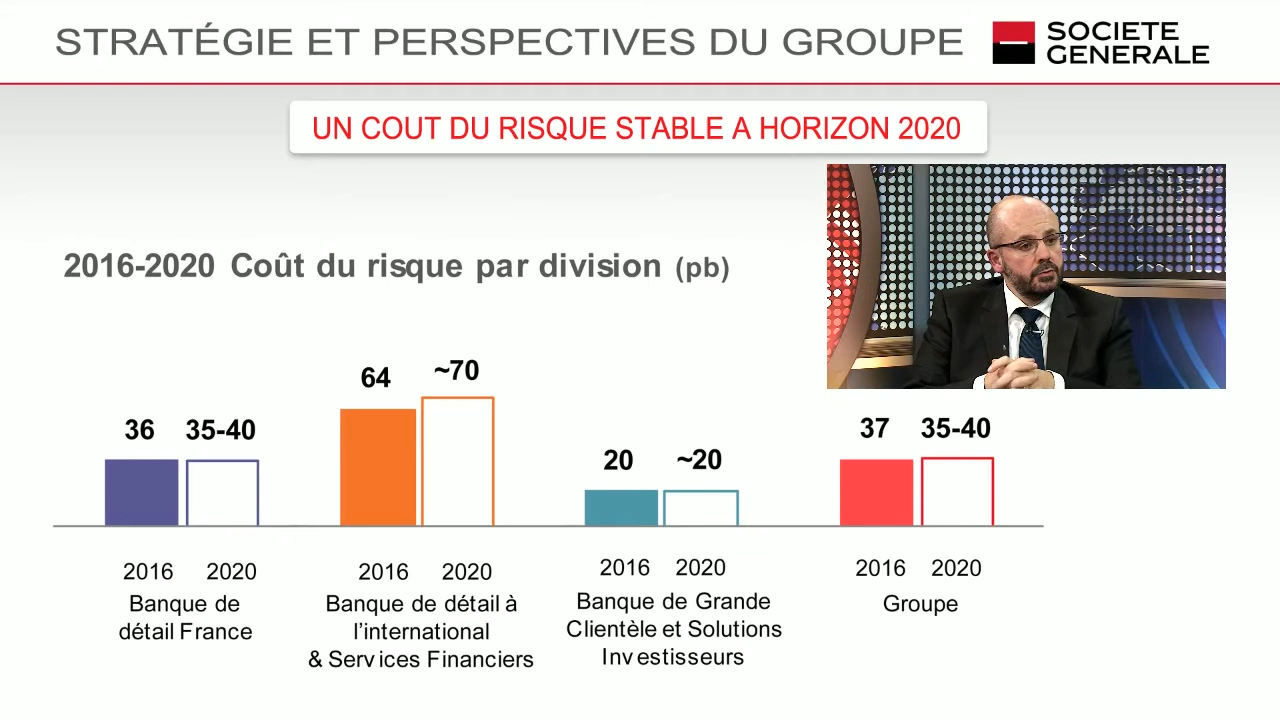 STRATÉGIE ET PERSPECTIVES DU GROUPE
SOCIETE
GENERALE
UN COUT DU RISQUE STABLE A HORIZON 2020
2016-2020 Coût du risque par division (pb)
36 35-40
64 ~70
20 ~20
37 35-40
2016 2020
Banque de
détail France
2016 2020
Banque de détail à
l’international
& Services Financiers
2016 2020
Banque de Grande
Clientèle et Solutions
Investisseurs
2016 2020
Groupe